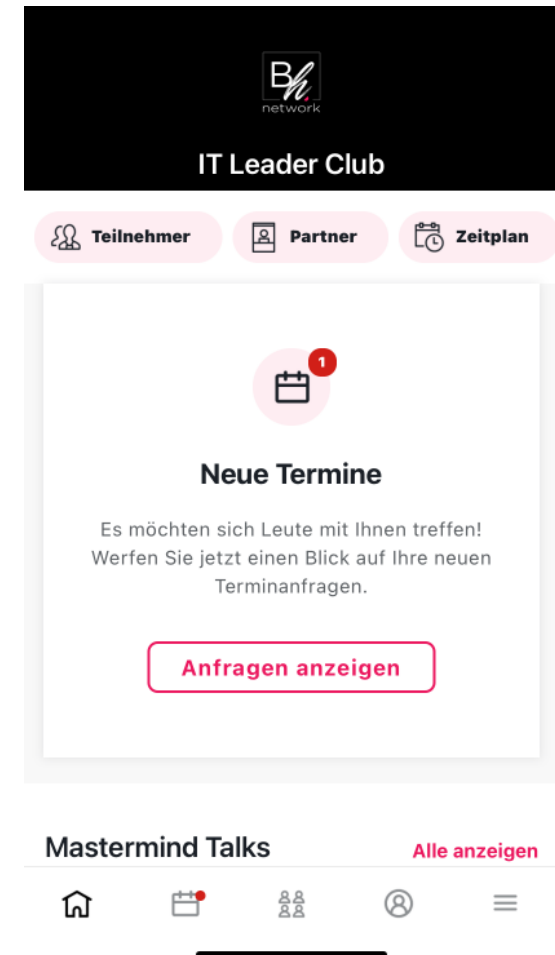 Bh.
network
IT Leader Club
Teilnehmer
Partner
Zeitplan
1
Neue Termine
Es möchten sich Leute mit Ihnen treffen!
Werfen Sie jetzt einen Blick auf Ihre neuen
Terminanfragen.
Anfragen anzeigen
Mastermind Talks
Alle anzeigen